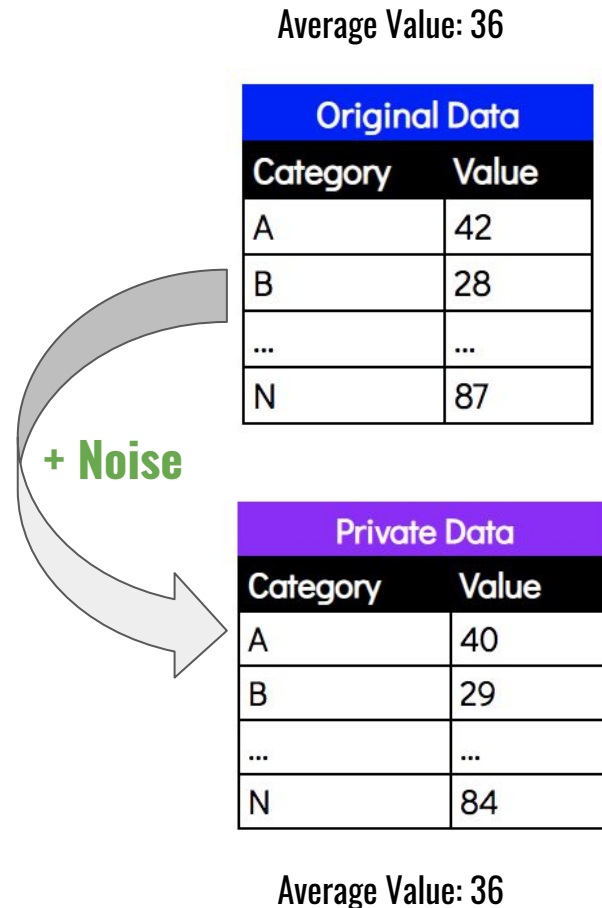 Average Value: 36
Original Data
Category Value
A 42
B 28
... ...
N 87
+ Noise
Private Data
Category Value
A 40
B 29
... ...
N 84
Average Value: 36